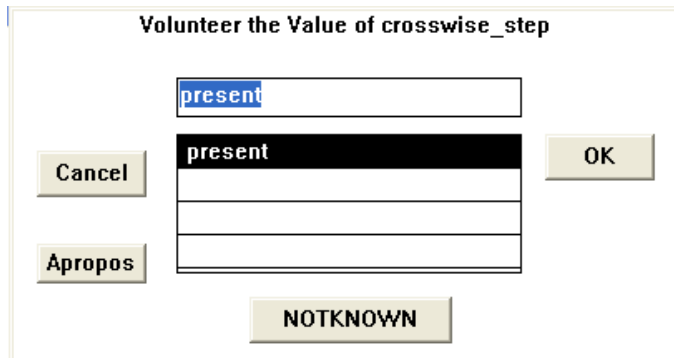 Volunteer the Value of crosswise_step
present
present
OK
Cancel
Apropos
NOTKNOWN